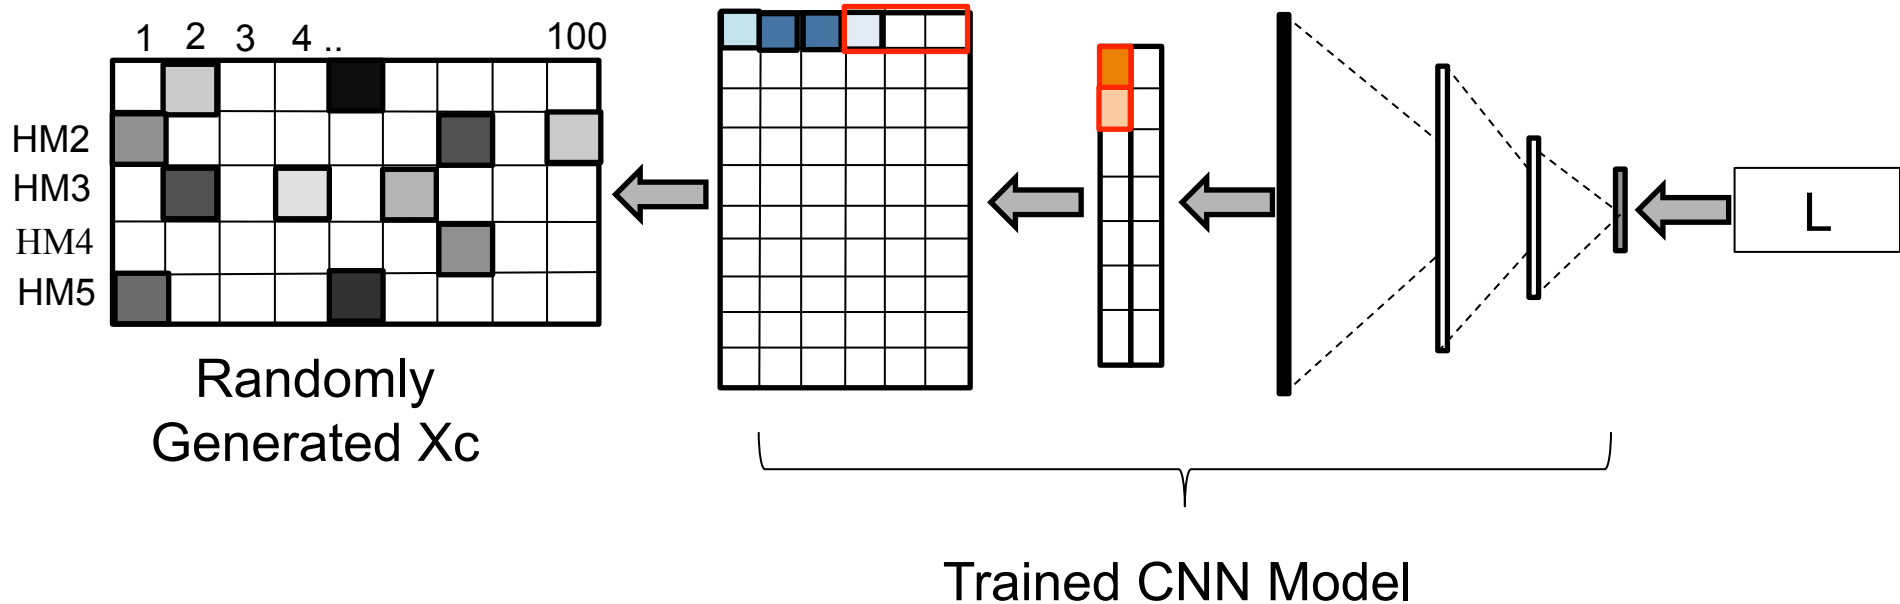 1 2 3 4 .. 100
HM2
HM3
HM4
HM5
L
Randomly
Generated Xc
Trained CNN Model